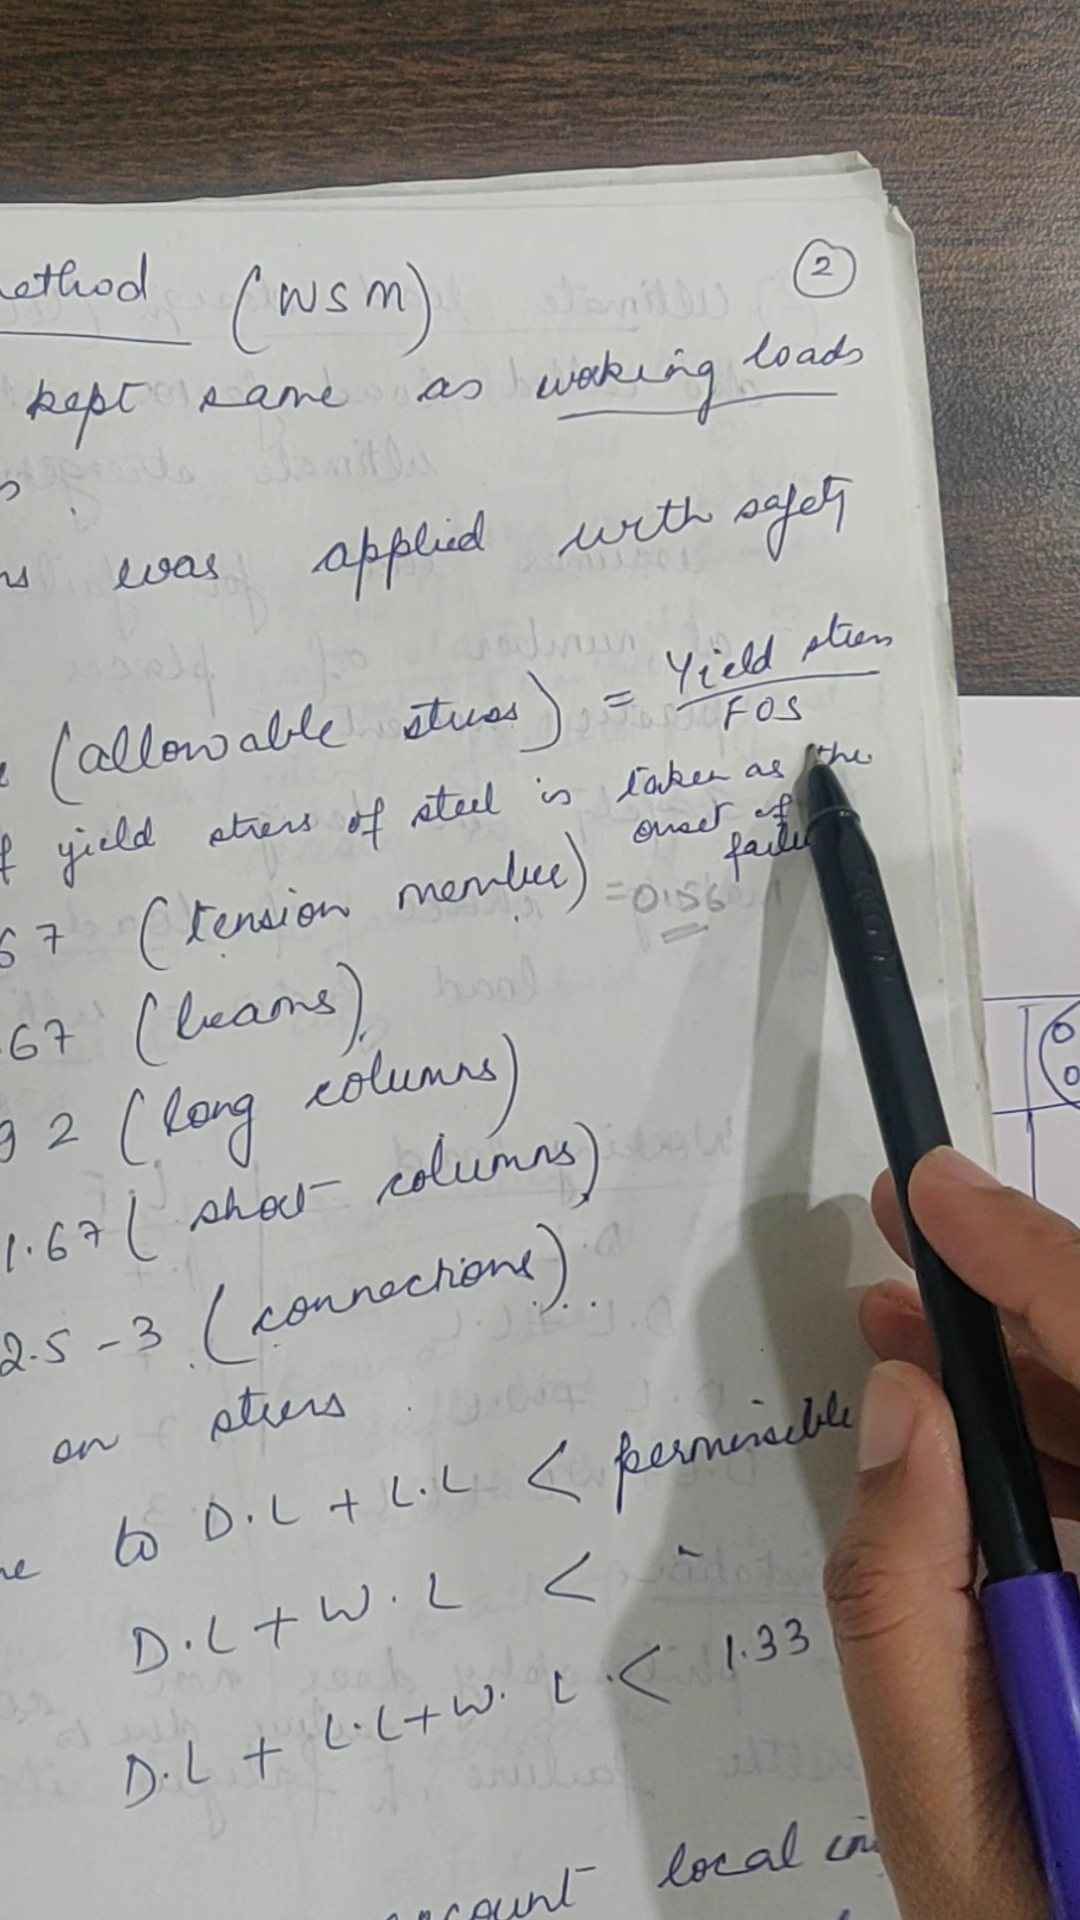 2
ethod (WSM)
kept same as working loads
was applied with safety
(allowable stress) = Yield stress
FOS
yield stress of steel is taken as the
onset of
failu
67 (tension member) =
.67 (beams)
2 (long columns)
1.67 (short columns)
2.5 - 3 (connections)
on stress
to D.L + L.L < permissible
D.L + W.L <
D.L + L.L + W.L < 1.33
local